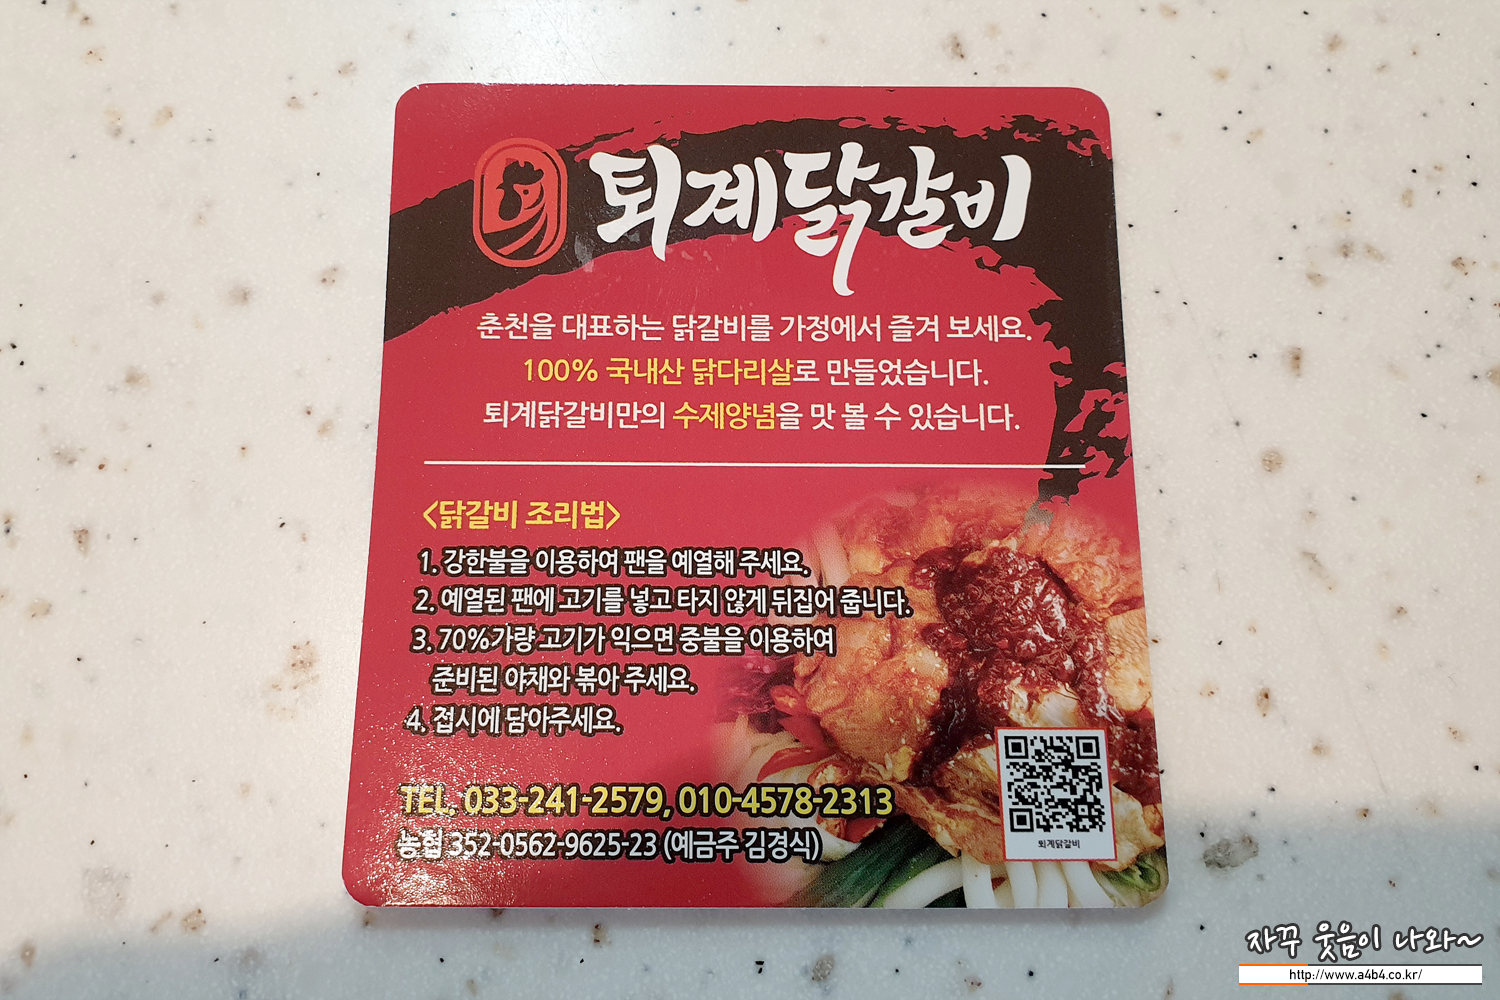 퇴계닭갈비
춘천을 대표하는 닭갈비를 가정에서 즐겨 보세요.
100% 국내산 닭다리살로 만들었습니다.
퇴계닭갈비만의 수제양념을 맛 볼 수 있습니다.
<닭갈비 조리법>
1. 강한불을 이용하여 팬을 예열해 주세요.
2. 예열된 팬에 고기를 넣고 타지 않게 뒤집어 줍니다.
3. 70%가량 고기가 익으면 중불을 이용하여
준비된 야채와 볶아 주세요.
4. 접시에 담아주세요.
TEL. 033-241-2579, 010-4578-2313
농협 352-0562-9625-23 (예금주 김경식)
퇴계닭갈비
자꾸 웃음이 나와~
http://www.a4b4.co.kr/